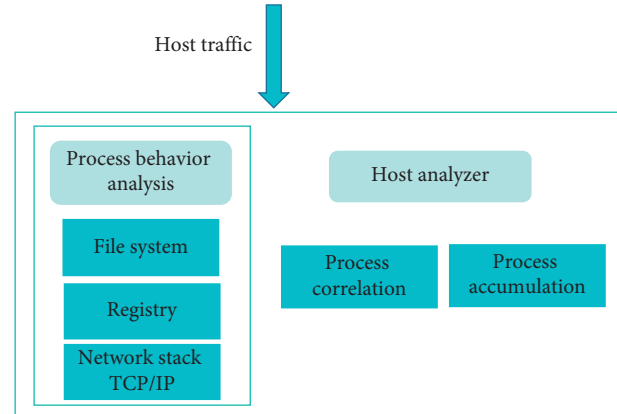 Host traffic
Process behavior
analysis
File system
Registry
Network stack
TCP/IP
Host analyzer
Process
correlation
Process
accumulation